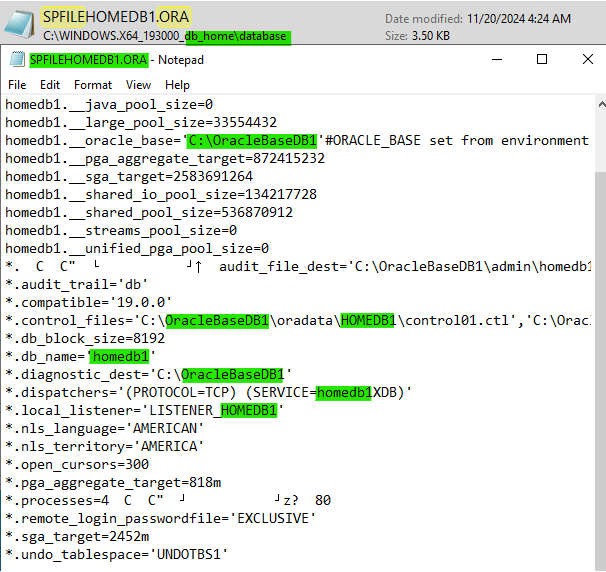 SPFILEHOMEDB1.ORA
Date modified: 11/20/2024 4:24 AM
C:\WINDOWS.X64_193000_db_home\database
Size: 3.50 KB
SPFILEHOMEDB1.ORA - Notepad
File Edit Format View Help
homedb1.__java_pool_size=0
homedb1.__large_pool_size=33554432
homedb1.__oracle_base='C:\OracleBaseDB1'#ORACLE_BASE set from environment
homedb1.__pga_aggregate_target=872415232
homedb1.__sga_target=2583691264
homedb1.__shared_io_pool_size=134217728
homedb1.__shared_pool_size=536870912
homedb1.__streams_pool_size=0
homedb1.__unified_pga_pool_size=0
*. C C" └ ┘↑ audit_file_dest='C:\OracleBaseDB1\admin\homedb1
*.audit_trail='db'
*.compatible='19.0.0'
*.control_files='C:\OracleBaseDB1\oradata\HOMEDB1\control01.ctl','C:\Orac
*.db_block_size=8192
*.db_name='homedb1'
*.diagnostic_dest='C:\OracleBaseDB1'
*.dispatchers='(PROTOCOL=TCP) (SERVICE=homedb1XDB)'
*.local_listener='LISTENER_HOMEDB1'
*.nls_language='AMERICAN'
*.nls_territory='AMERICA'
*.open_cursors=300
*.pga_aggregate_target=818m
*.processes=4 C C" ┘ ┘z? 80
*.remote_login_passwordfile='EXCLUSIVE'
*.sga_target=2452m
*.undo_tablespace='UNDOTBS1'